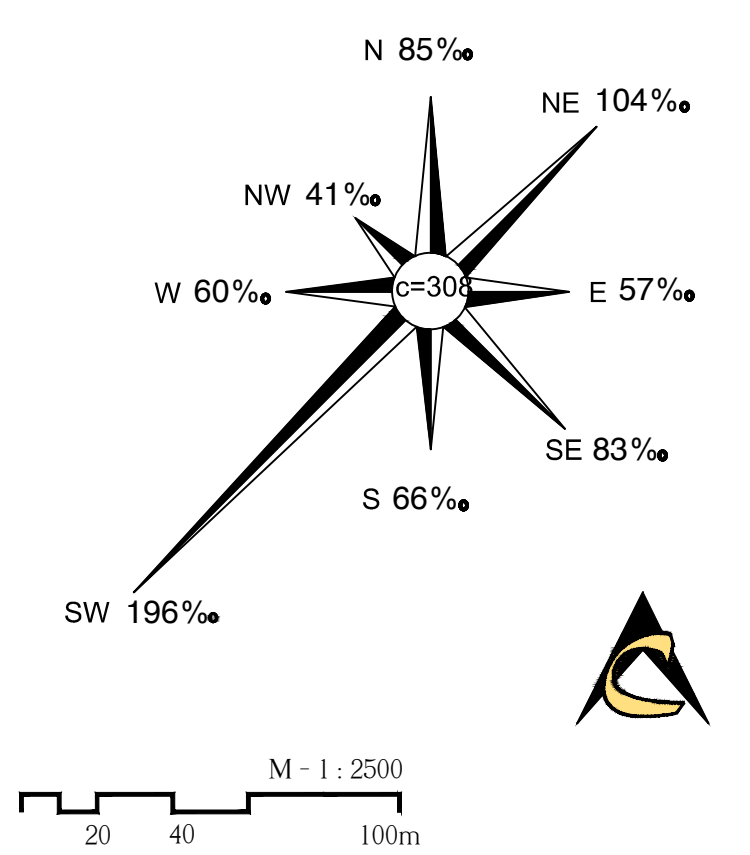 N 85‰
NE 104‰
NW 41‰
W 60‰
c=308
E 57‰
SE 83‰
S 66‰
SW 196‰
M - 1 : 2500
20 40 100m